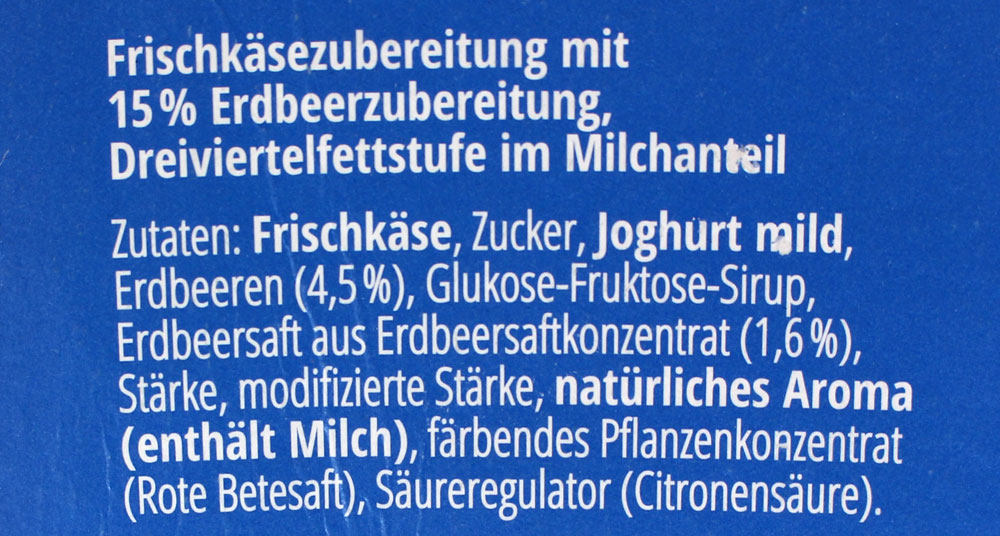 Frischkäsezubereitung mit
15 % Erdbeerzubereitung,
Dreiviertelfettstufe im Milchanteil
Zutaten: Frischkäse, Zucker, Joghurt mild,
Erdbeeren (4,5 %), Glukose-Fruktose-Sirup,
Erdbeersaft aus Erdbeersaftkonzentrat (1,6 %),
Stärke, modifizierte Stärke, natürliches Aroma
(enthält Milch), färbendes Pflanzenkonzentrat
(Rote Betesaft), Säureregulator (Citronensäure).